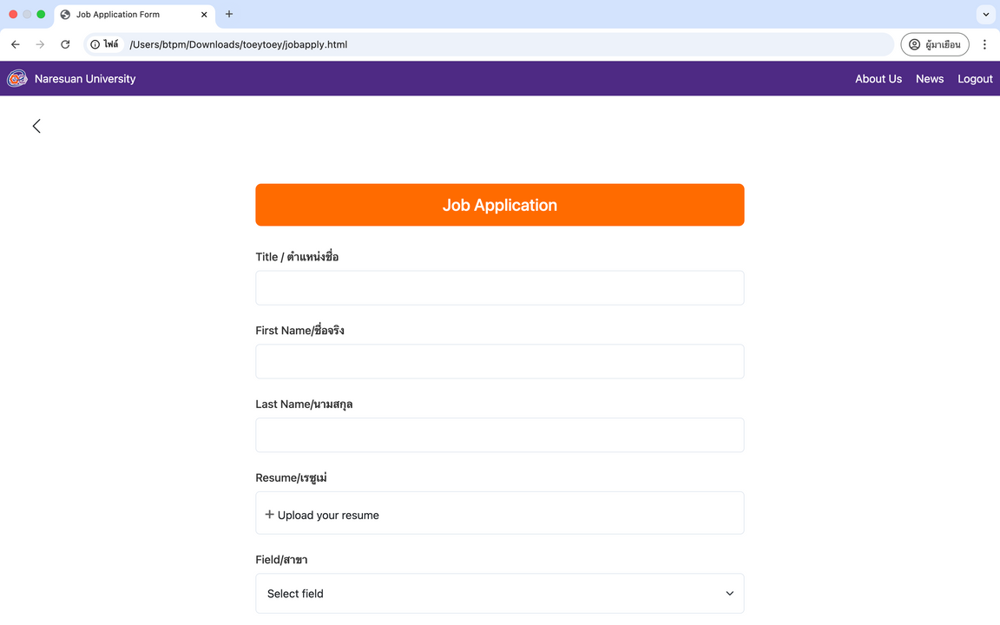 Job Application Form
ไฟล์ /Users/btpm/Downloads/toeytoey/jobapply.html ผู้มาเยือน
Naresuan University About Us News Logout
Job Application
Title / ตำแหน่งชื่อ
First Name/ชื่อจริง
Last Name/นามสกุล
Resume/เรซูเม่
+ Upload your resume
Field/สาขา
Select field